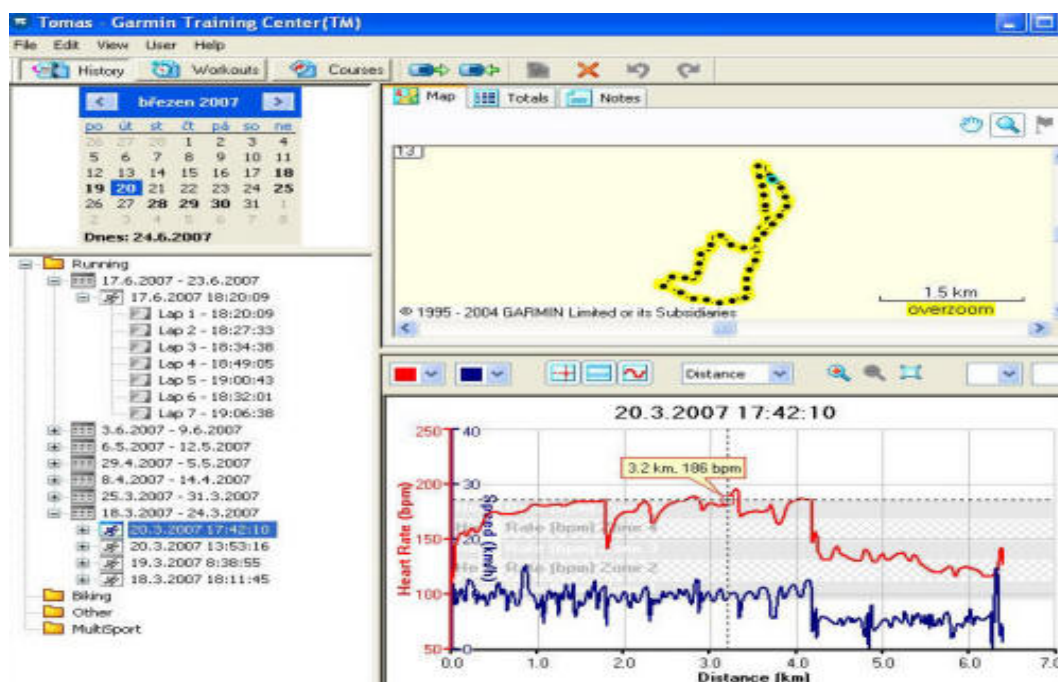 Tomas - Garmin Training Center(TM)
File Edit View User Help
History Workouts Courses
březen 2007
po út st čt pá so ne
26 27 28 1 2 3 4
5 6 7 8 9 10 11
12 13 14 15 16 17 18
19 20 21 22 23 24 25
26 27 28 29 30 31 1
2 3 4 5 6 7 8
Dnes: 24.6.2007
Running
17.6.2007 - 23.6.2007
17.6.2007 18:20:09
Lap 1 - 18:20:09
Lap 2 - 18:27:33
Lap 3 - 18:34:38
Lap 4 - 18:49:05
Lap 5 - 19:00:43
Lap 6 - 18:32:01
Lap 7 - 19:06:38
3.6.2007 - 9.6.2007
6.5.2007 - 12.5.2007
29.4.2007 - 5.5.2007
8.4.2007 - 14.4.2007
25.3.2007 - 31.3.2007
18.3.2007 - 24.3.2007
20.3.2007 17:42:10
20.3.2007 13:53:16
19.3.2007 8:38:55
18.3.2007 18:11:45
Biking
Other
MultiSport
Map Totals Notes
13
1.5 km
overzoom
© 1995 - 2004 GARMIN Limited or its Subsidiaries
Distance
20.3.2007 17:42:10
250 40
3.2 km, 186 bpm
200 30
Heart Rate (bpm)
Speed (km/h)
Rate (bpm) Zone 4
150 20
Zone 3
Rate (bpm) Zone 2
100 10
50 0
0.0 1.0 2.0 3.0 4.0 5.0 6.0 7.0
Distance [km]